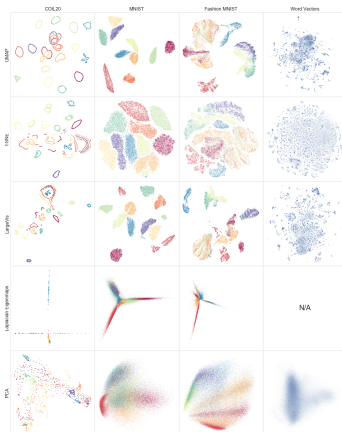 COIL20 MNIST Fashion MNIST Word Vectors
UMAP
t-SNE
LargeVis
Laplacian Eigenmaps
N/A
PCA